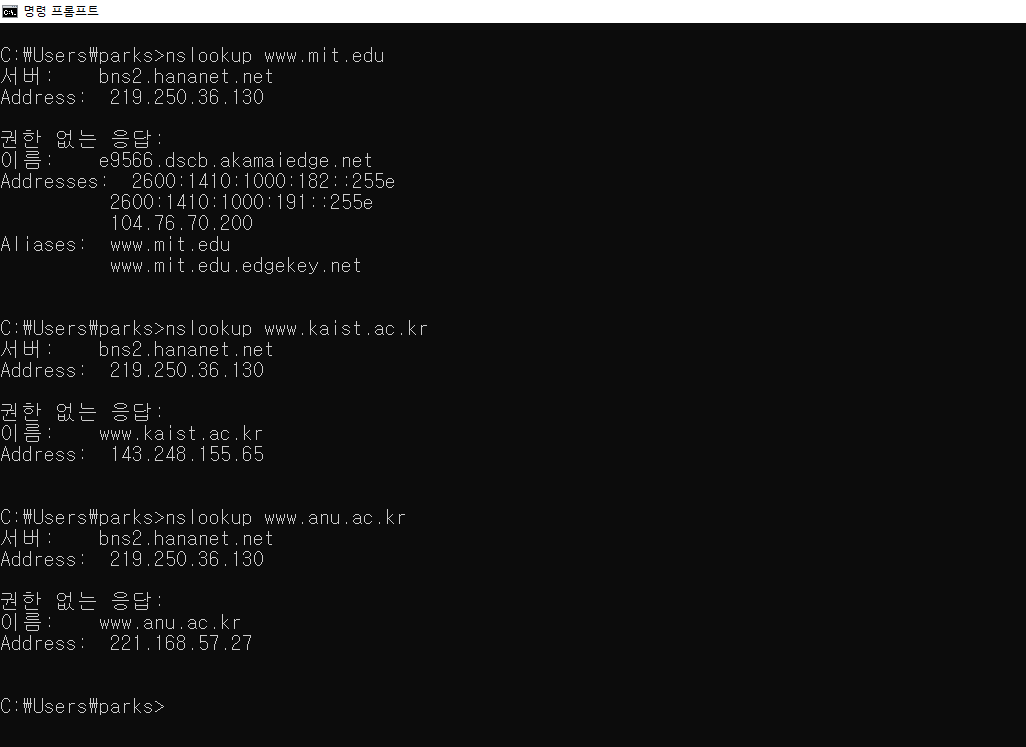 명령 프롬프트
C:₩Users₩parks>nslookup www.mit.edu
서버:    bns2.hananet.net
Address:  219.250.36.130
권한 없는 응답:
이름:    e9566.dscb.akamaiedge.net
Addresses:  2600:1410:1000:182::255e
2600:1410:1000:191::255e
104.76.70.200
Aliases:  www.mit.edu
www.mit.edu.edgekey.net
C:₩Users₩parks>nslookup www.kaist.ac.kr
서버:    bns2.hananet.net
Address:  219.250.36.130
권한 없는 응답:
이름:    www.kaist.ac.kr
Address:  143.248.155.65
C:₩Users₩parks>nslookup www.anu.ac.kr
서버:    bns2.hananet.net
Address:  219.250.36.130
권한 없는 응답:
이름:    www.anu.ac.kr
Address:  221.168.57.27
C:₩Users₩parks>